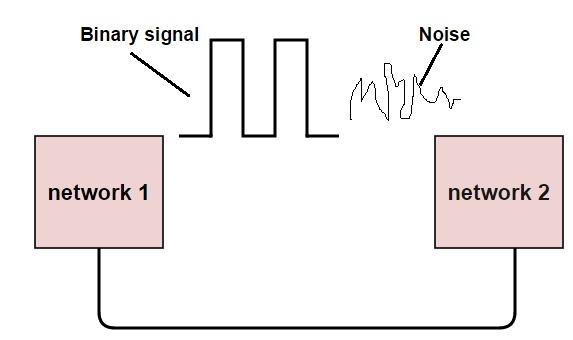 Binary signal
Noise
network 1
network 2